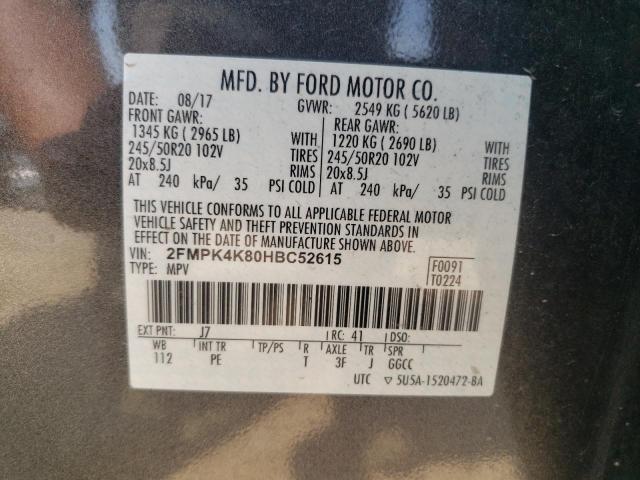 MFD. BY FORD MOTOR CO.
DATE: 08/17 GVWR: 2549 KG ( 5620 LB)
FRONT GAWR: REAR GAWR:
1345 KG ( 2965 LB) WITH 1220 KG ( 2690 LB) WITH
245/50R20 102V TIRES 245/50R20 102V TIRES
20x8.5J RIMS 20x8.5J RIMS
AT 240 kPa/ 35 PSI COLD AT 240 kPa/ 35 PSI COLD
THIS VEHICLE CONFORMS TO ALL APPLICABLE FEDERAL MOTOR
VEHICLE SAFETY AND THEFT PREVENTION STANDARDS IN
EFFECT ON THE DATE OF MANUFACTURE SHOWN ABOVE.
VIN: 2FMPK4K80HBC52615 F0091
TYPE: MPV T0224
EXT PNT: J7 RC: 41 DSO:
WB INT TR TP/PS R AXLE TR SPR
112 PE T 3F J GGCC
UTC ▽ 5U5A-1520472-BA